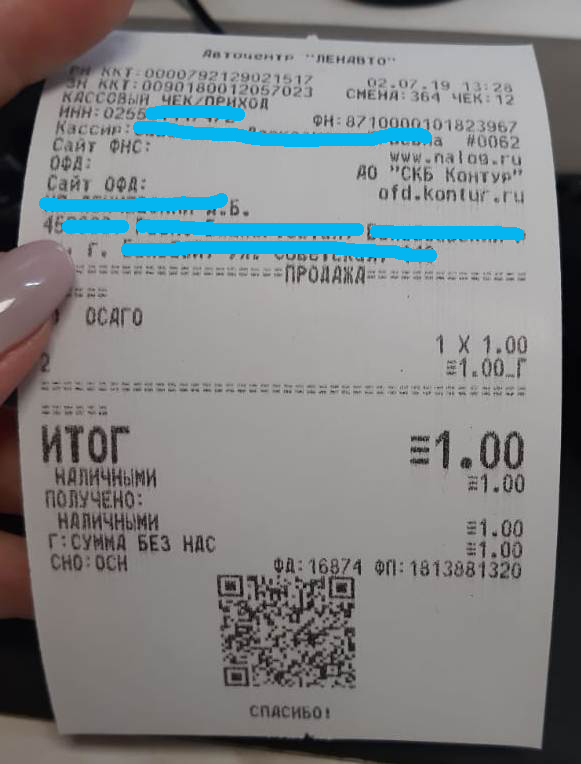 Автоцентр "ЛЕНАВТО"
РН ККТ:0000792129021517 02.07.19 13:28
ЗН ККТ:0090180012057023 СМЕНА:364 ЧЕК:12
КАССОВЫЙ ЧЕК/ПРИХОД
ИНН:0255 ФН:8710000101823967
Кассир: #0062
Сайт ФНС: www.nalog.ru
ОФД: АО "СКБ Контур"
Сайт ОФД: ofd.kontur.ru
А.Б.
45
Г.
ПРОДАЖА
ОСАГО
1 X 1.00
2 ≡1.00_Г
ИТОГ ≡1.00
НАЛИЧНЫМИ ≡1.00
ПОЛУЧЕНО:
НАЛИЧНЫМИ ≡1.00
Г:СУММА БЕЗ НДС ≡1.00
СНО:ОСН ФД:16874 ФП:1813881320
СПАСИБО!